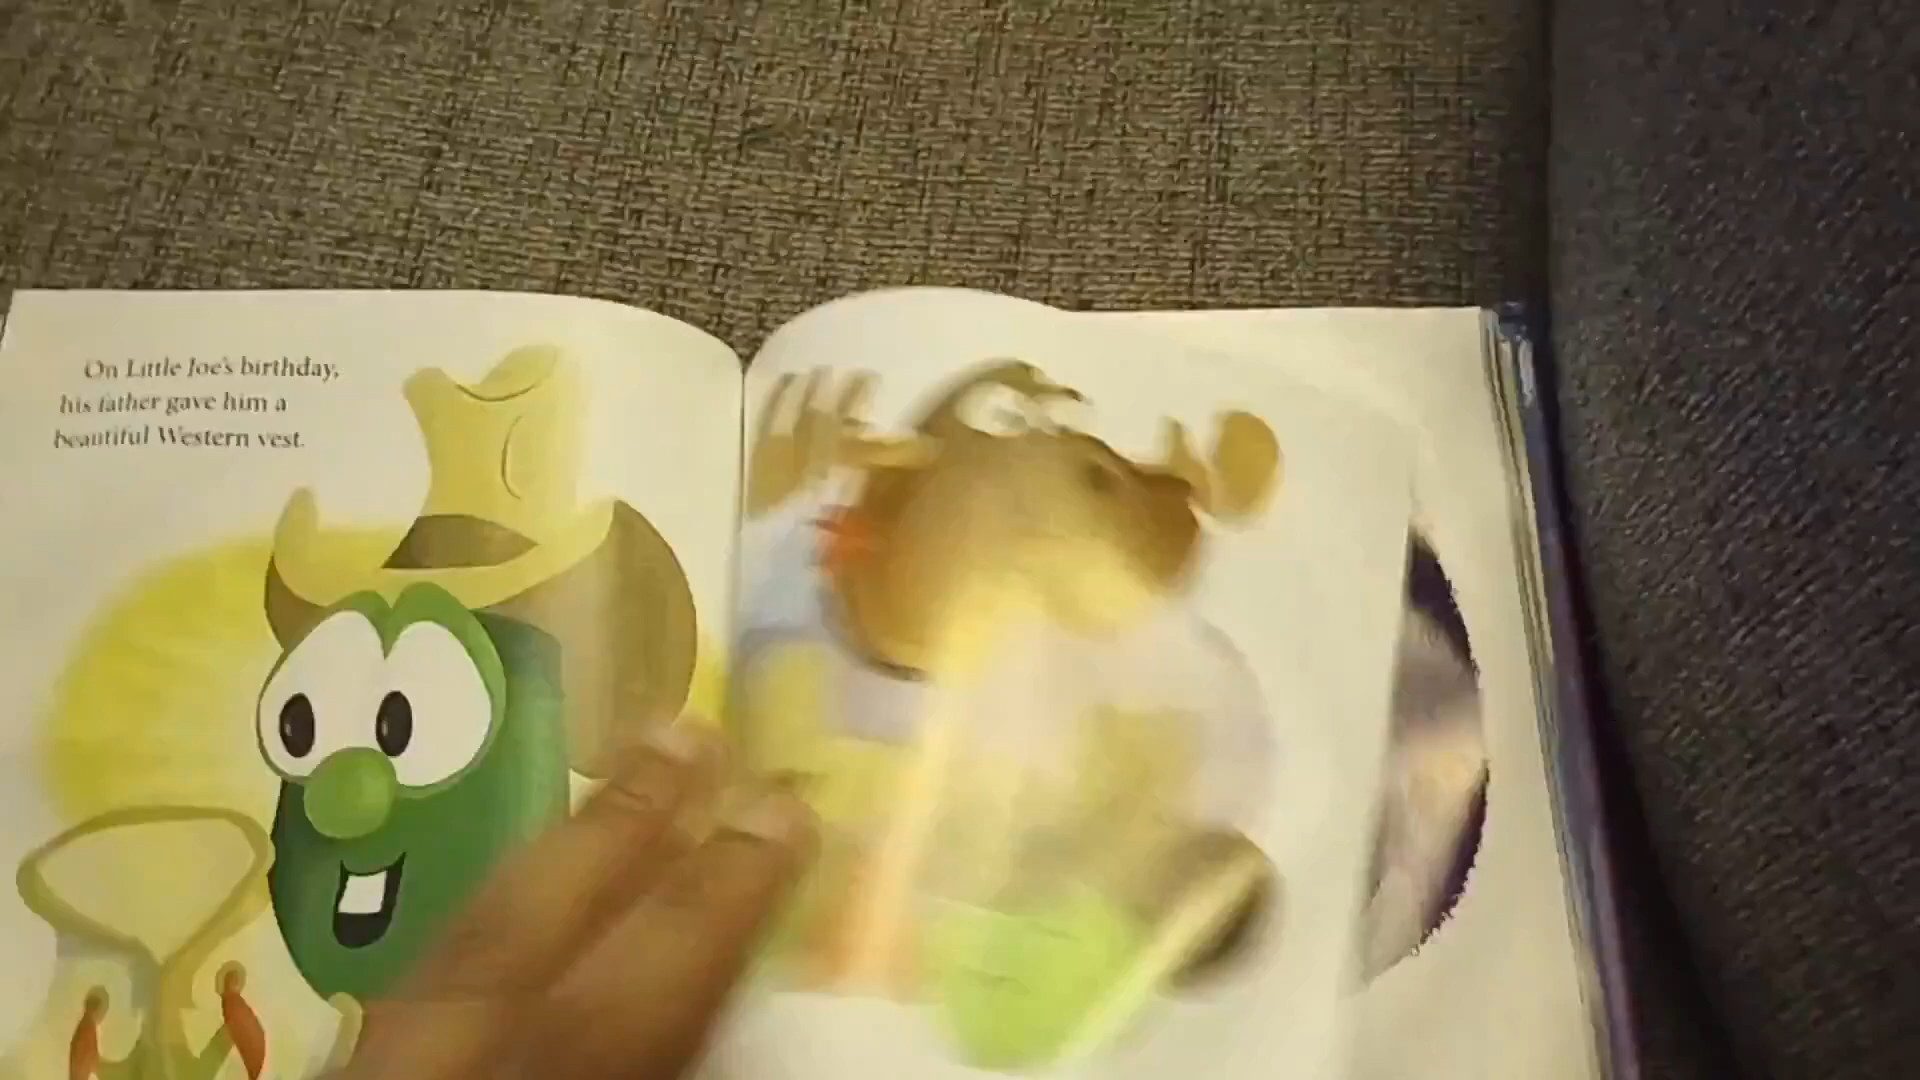 On Little Joe's birthday,
his father gave him a
beautiful Western vest.